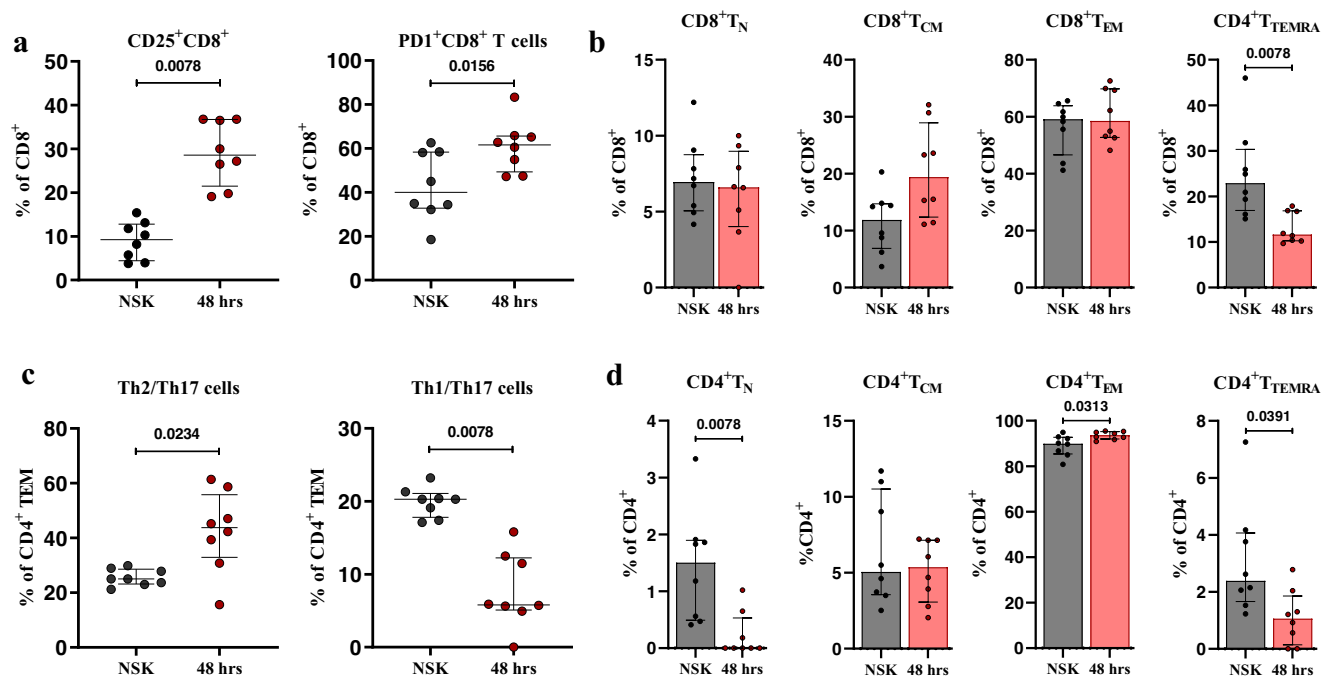 a
CD25⁺CD8⁺
0.0078
% of CD8⁺
50
40
30
20
10
0
NSK 48 hrs
PD1⁺CD8⁺ T cells
0.0156
% of CD8⁺
100
80
60
40
20
0
NSK 48 hrs
b
CD8⁺T_N
% of CD8⁺
15
10
5
0
NSK 48 hrs
CD8⁺T_CM
% of CD8⁺
40
30
20
10
0
NSK 48 hrs
CD8⁺T_EM
% of CD8⁺
80
60
40
20
0
NSK 48 hrs
CD4⁺T_TEMRA
0.0078
% of CD8⁺
50
40
30
20
10
0
NSK 48 hrs
c
Th2/Th17 cells
0.0234
% of CD4⁺ TEM
80
60
40
20
0
NSK 48 hrs
Th1/Th17 cells
0.0078
% of CD4⁺ TEM
30
20
10
0
NSK 48 hrs
d
CD4⁺T_N
0.0078
% of CD4⁺
4
3
2
1
0
NSK 48 hrs
CD4⁺T_CM
%CD4⁺
15
10
5
0
NSK 48 hrs
CD4⁺T_EM
0.0313
% of CD4⁺
100
80
60
40
20
0
NSK 48 hrs
CD4⁺T_TEMRA
0.0391
% of CD4⁺
8
6
4
2
0
NSK 48 hrs